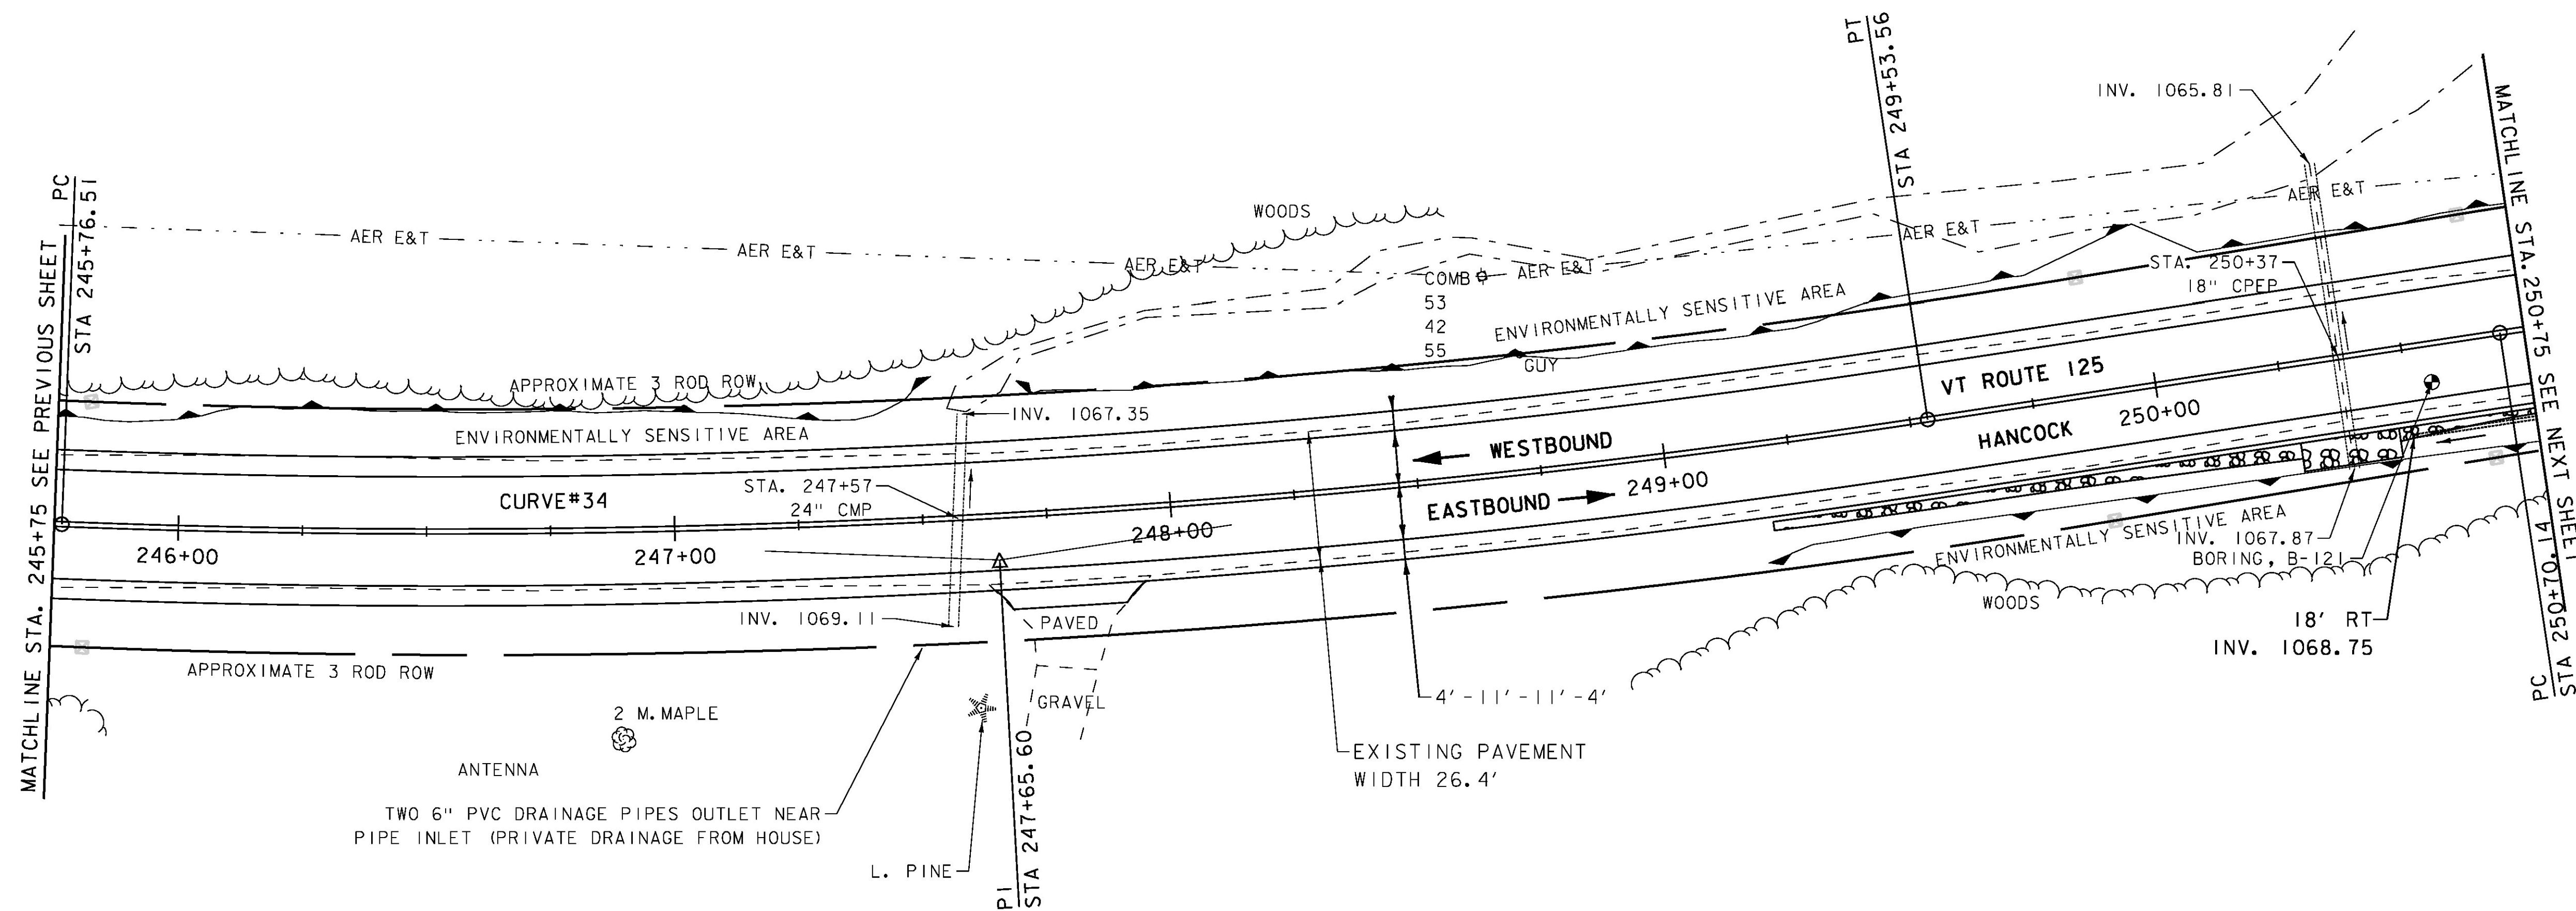 MATCHLINE STA. 245+75 SEE PREVIOUS SHEET
PC
STA 245+76.51
AER E&T
AER E&T
AER E&T
AER E&T
AER E&T
AER E&T
WOODS
COMB
53
42
55
PT
STA 249+53.56
INV. 1065.81
MATCHLINE STA. 250+75 SEE NEXT SHEET
STA. 250+37
18" CPEP
ENVIRONMENTALLY SENSITIVE AREA
GUY
APPROXIMATE 3 ROD ROW
INV. 1067.35
ENVIRONMENTALLY SENSITIVE AREA
VT ROUTE 125
WESTBOUND
HANCOCK
EASTBOUND
CURVE#34
STA. 247+57
24" CMP
246+00
247+00
248+00
249+00
250+00
ENVIRONMENTALLY SENSITIVE AREA
INV. 1067.87
BORING, B-121
WOODS
18' RT
INV. 1068.75
PC
STA 250+70.14
INV. 1069.11
PAVED
GRAVEL
APPROXIMATE 3 ROD ROW
2 M.MAPLE
ANTENNA
4'-11'-11'-4'
EXISTING PAVEMENT
WIDTH 26.4'
TWO 6" PVC DRAINAGE PIPES OUTLET NEAR
PIPE INLET (PRIVATE DRAINAGE FROM HOUSE)
L. PINE
PI
STA 247+65.60